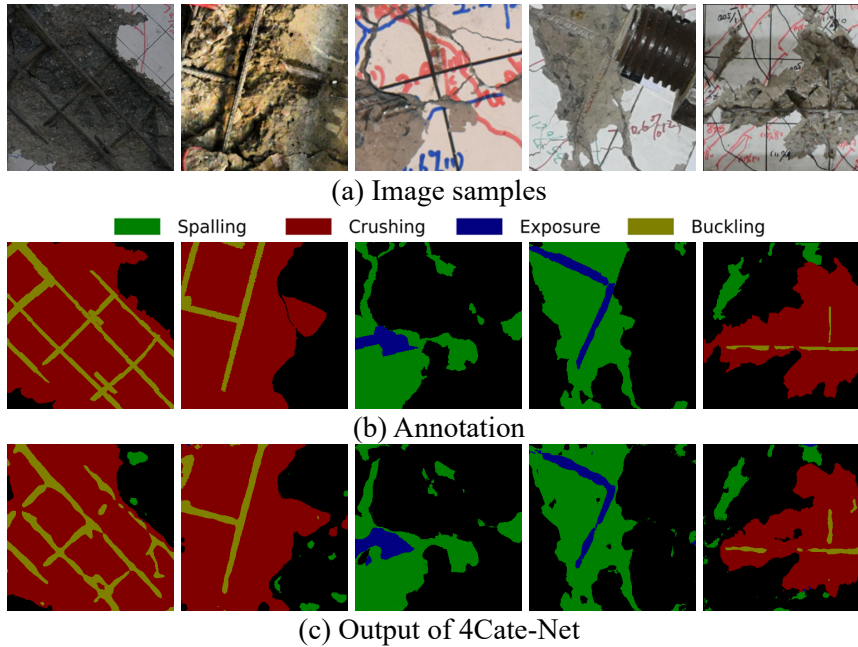 (a) Image samples
Spalling Crushing Exposure Buckling
(b) Annotation
(c) Output of 4Cate-Net